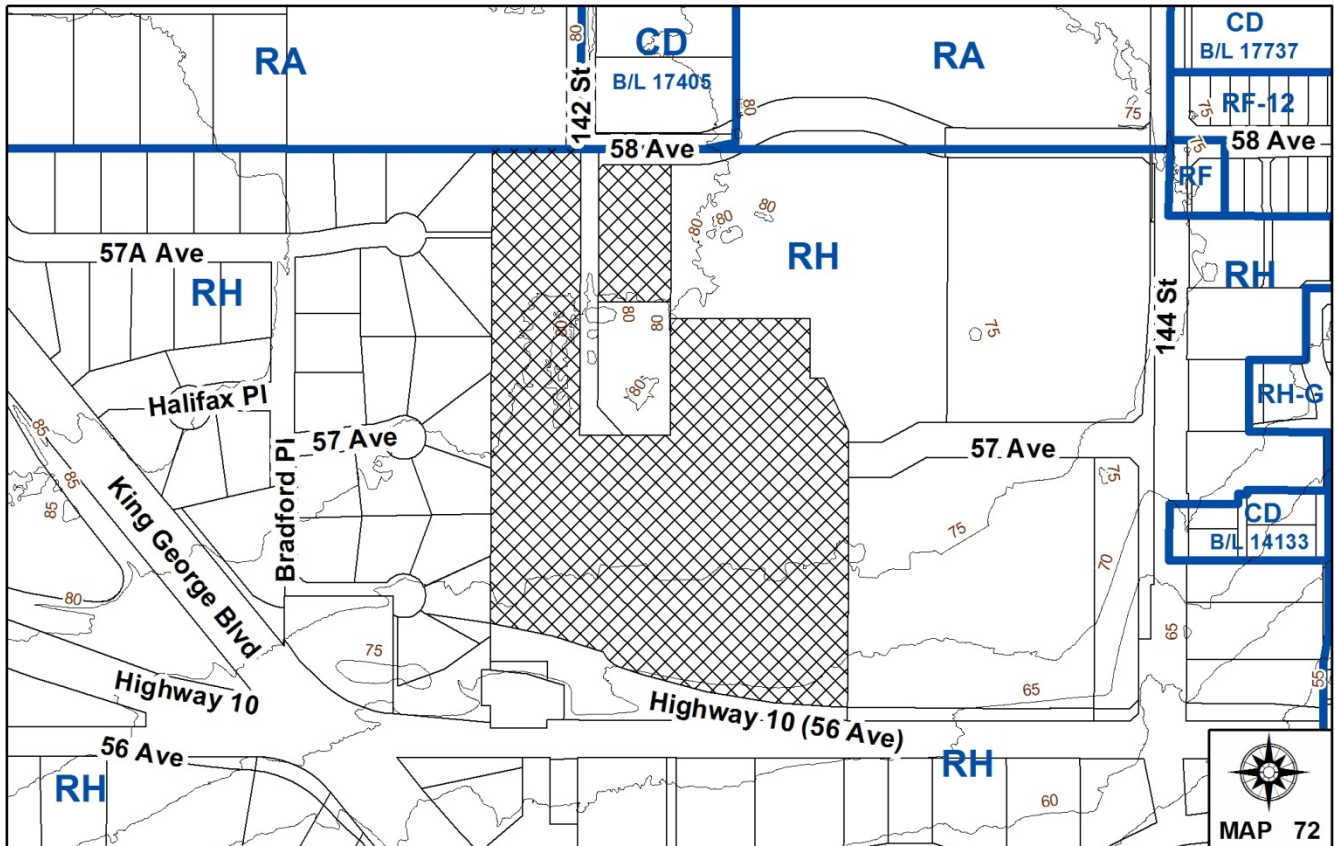 RA
80
142 St
CD
B/L 17405
RA
CD
B/L 17737
RF-12
80
75
75
58 Ave
58 Ave
75
RF
57A Ave
RH
80
80
80
RH
RH
144 St
80
80
80
75
80
RH-G
Halifax Pl
57 Ave
57 Ave
85
85
85
King George Blvd
Bradford Pl
75
75
CD
B/L 14133
70
80
65
75
65
55
Highway 10
Highway 10 (56 Ave)
56 Ave
RH
RH
60
MAP 72